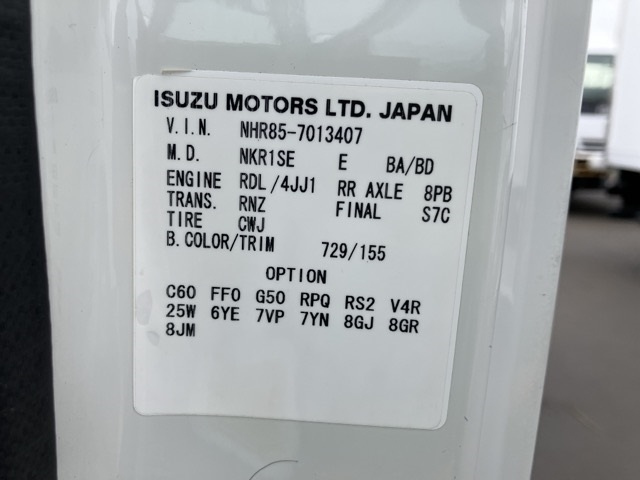 ISUZU MOTORS LTD. JAPAN
V.I.N. NHR85-7013407
M.D. NKR1SE E BA/BD
ENGINE RDL/4JJ1 RR AXLE 8PB
TRANS. RNZ FINAL S7C
TIRE CWJ
B.COLOR/TRIM 729/155
OPTION
C60 FF0 G50 RPQ RS2 V4R
25W 6YE 7VP 7YN 8GJ 8GR
8JM